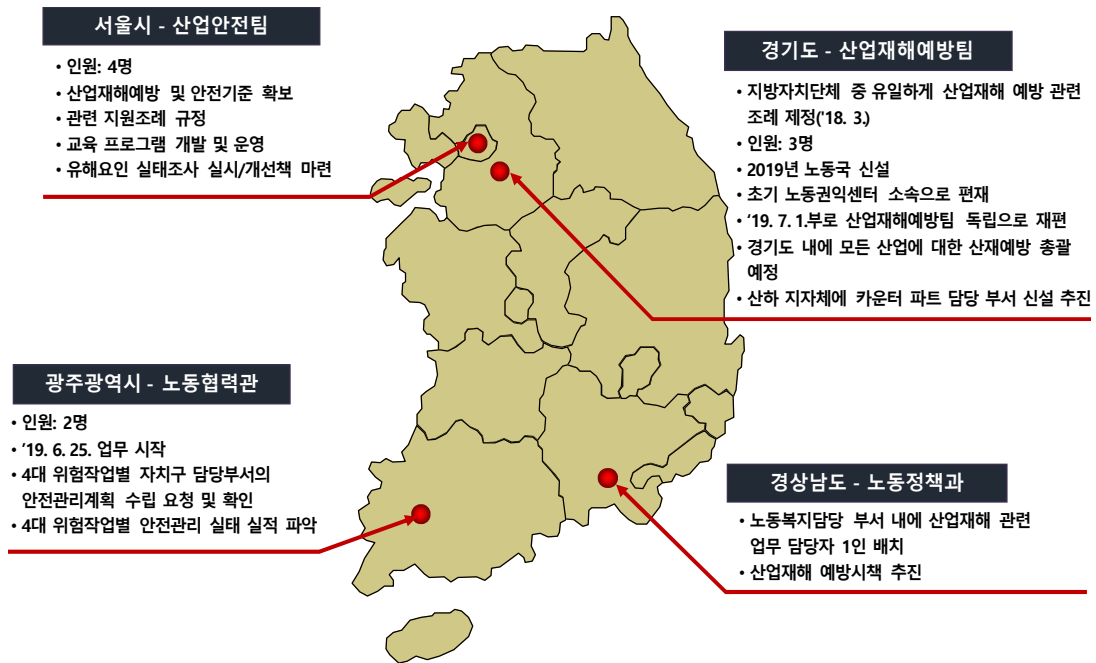 서울시 - 산업안전팀
• 인원: 4명
• 산업재해예방 및 안전기준 확보
• 관련 지원조례 규정
• 교육 프로그램 개발 및 운영
• 유해요인 실태조사 실시/개선책 마련
경기도 - 산업재해예방팀
• 지방자치단체 중 유일하게 산업재해 예방 관련
조례 제정('18. 3.)
• 인원: 3명
• 2019년 노동국 신설
• 초기 노동권익센터 소속으로 편재
• ‘19. 7. 1.부로 산업재해예방팀 독립으로 재편
• 경기도 내에 모든 산업에 대한 산재예방 총괄
예정
• 산하 지자체에 카운터 파트 담당 부서 신설 추진
광주광역시 - 노동협력관
• 인원: 2명
• ’19. 6. 25. 업무 시작
• 4대 위험작업별 자치구 담당부서의
안전관리계획 수립 요청 및 확인
• 4대 위험작업별 안전관리 실태 실적 파악
경상남도 - 노동정책과
• 노동복지담당 부서 내에 산업재해 관련
업무 담당자 1인 배치
• 산업재해 예방시책 추진